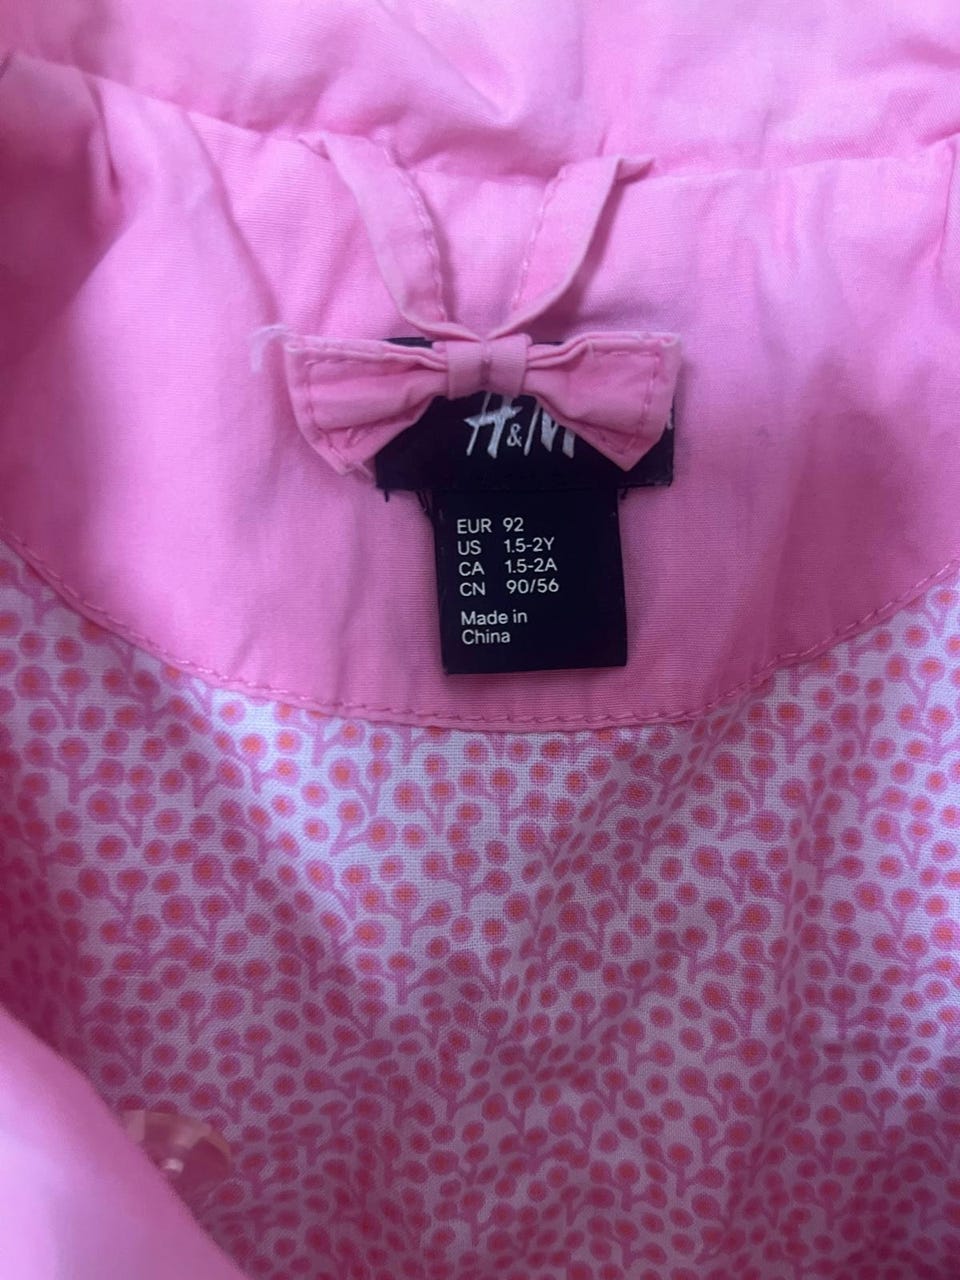 H&M
EUR 92
US 1.5-2Y
CA 1.5-2A
CN 90/56
Made in
China